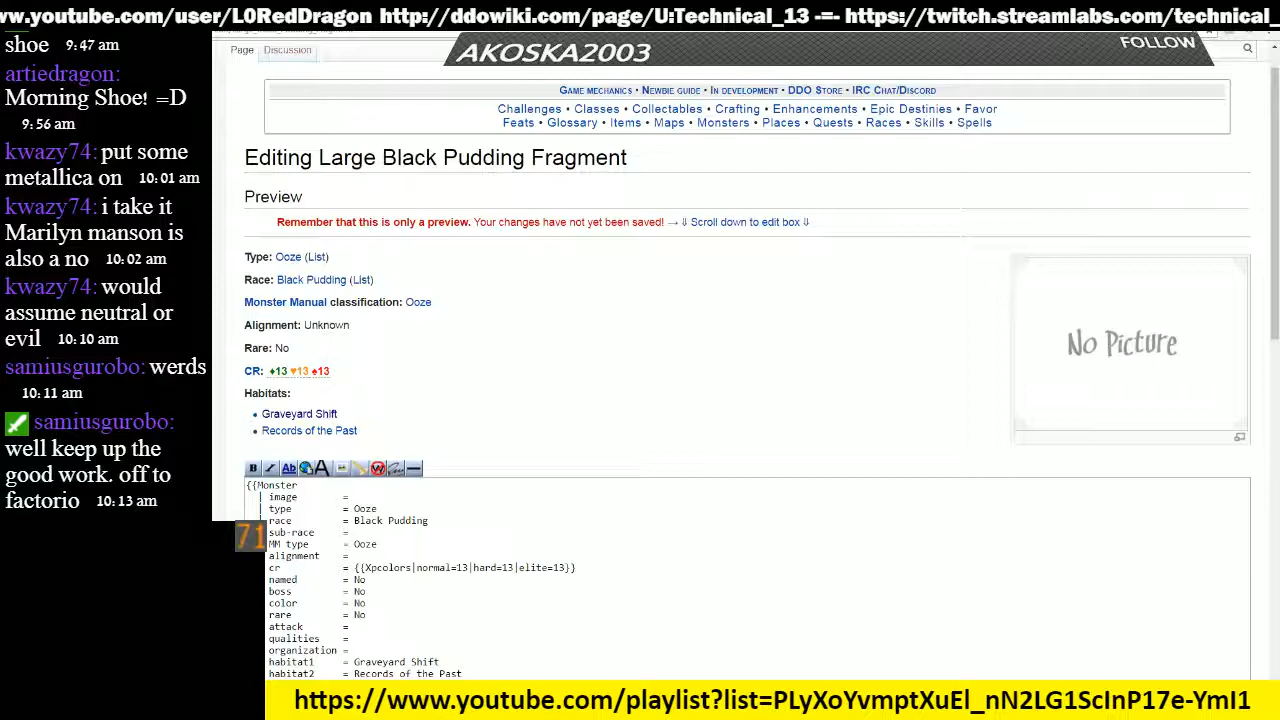 ww.youtube.com/user/L0RedDragon http://ddowiki.com/page/U:Technical_13 -=- https://twitch.streamlabs.com/technical_
shoe 9:47 am
artiedragon:
Morning Shoe! =D
9:56 am
kwazy74: put some
metallica on 10:01 am
kwazy74: i take it
Marilyn manson is
also a no 10:02 am
kwazy74: would
assume neutral or
evil 10:10 am
samiusgurobo: werds
10:11 am
samiusgurobo:
well keep up the
good work. off to
factorio 10:13 am
71
Page Discussion
AKOSKA2003
FOLLOW
Game mechanics • Newbie guide • In development • DDO Store • IRC Chat/Discord
Challenges • Classes • Collectables • Crafting • Enhancements • Epic Destinies • Favor
Feats • Glossary • Items • Maps • Monsters • Places • Quests • Races • Skills • Spells
Editing Large Black Pudding Fragment
Preview
Remember that this is only a preview. Your changes have not yet been saved! → ⇓ Scroll down to edit box ⇓
Type: Ooze (List)
Race: Black Pudding (List)
Monster Manual classification: Ooze
Alignment: Unknown
Rare: No
CR: ♦13 ♥13 ♠13
Habitats:
• Graveyard Shift
• Records of the Past
No Picture
B I Ab A W
{{Monster
| image =
| type = Ooze
| race = Black Pudding
sub-race =
MM type = Ooze
alignment =
cr = {{Xpcolors|normal=13|hard=13|elite=13}}
named = No
boss = No
color = No
rare = No
attack =
qualities =
organization =
habitat1 = Graveyard Shift
habitat2 = Records of the Past
https://www.youtube.com/playlist?list=PLyXoYvmptXuEl_nN2LG1ScInP17e-YmI1